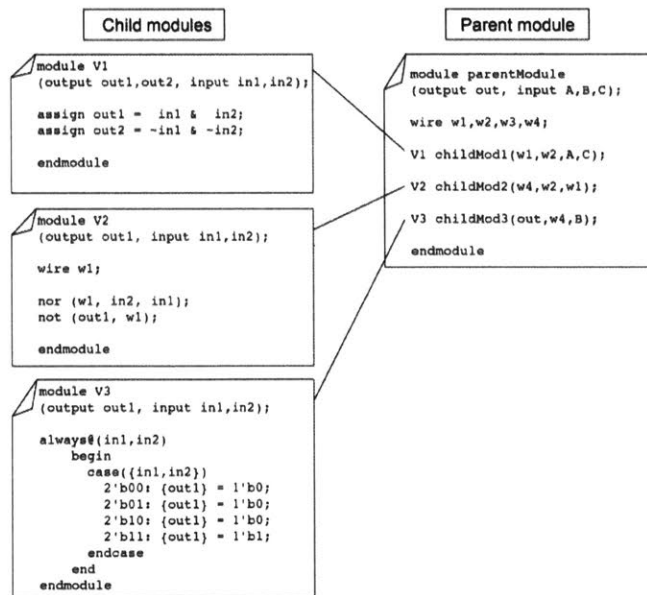 Child modules
module V1
(output out1,out2, input in1,in2);
assign out1 =  in1 &  in2;
assign out2 = ~in1 & ~in2;
endmodule
module V2
(output out1, input in1,in2);
wire w1;
nor (w1, in2, in1);
not (out1, w1);
endmodule
module V3
(output out1, input in1,in2);
always@(in1,in2)
begin
case({in1,in2})
2'b00: {out1} = 1'b0;
2'b01: {out1} = 1'b0;
2'b10: {out1} = 1'b0;
2'b11: {out1} = 1'b1;
endcase
end
endmodule
Parent module
module parentModule
(output out, input A,B,C);
wire w1,w2,w3,w4;
V1 childMod1(w1,w2,A,C);
V2 childMod2(w4,w2,w1);
V3 childMod3(out,w4,B);
endmodule